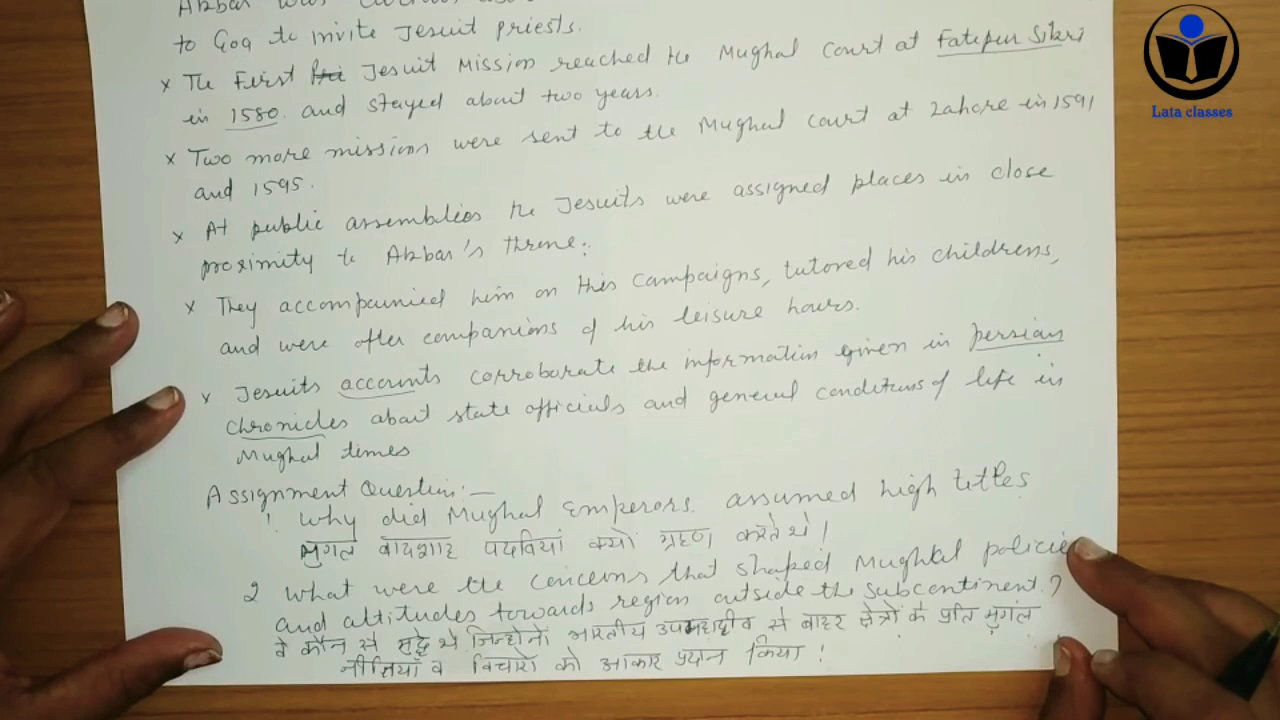 Akbar was curious
to Goa to invite Jesuit priests.
x The First Jesuit Mission reached the Mughal Court at Fatepur Sikri
in 1580. and stayed about two years.
x Two more missions were sent to the Mughal Court at Lahore in 1591
and 1595.
x At public assemblies the Jesuits were assigned places in close
proximity to Akbar's throne.
x They accompanied him on his campaigns, tutored his childrens,
and were often companions of his leisure hours.
x Jesuits accounts corroborate the information given in persian
chronicles about state officials and general conditions of life in
Mughal times
Assignment Question:-
1. Why did Mughal Emperors. assumed high titles
मुगल बादशाह पदवियां क्यों ग्रहण करते थे।
2 What were the concerns that shaped Mughal policies
and attitudes towards region outside the subcontinent?
वे कौन से मुद्दे थे जिन्होनों भारतीय उपमहाद्वीव से बाहर क्षेत्रों के प्रति मुगल
नीतियाँ व विचारो को आकार प्रदान किया!
Lata classes